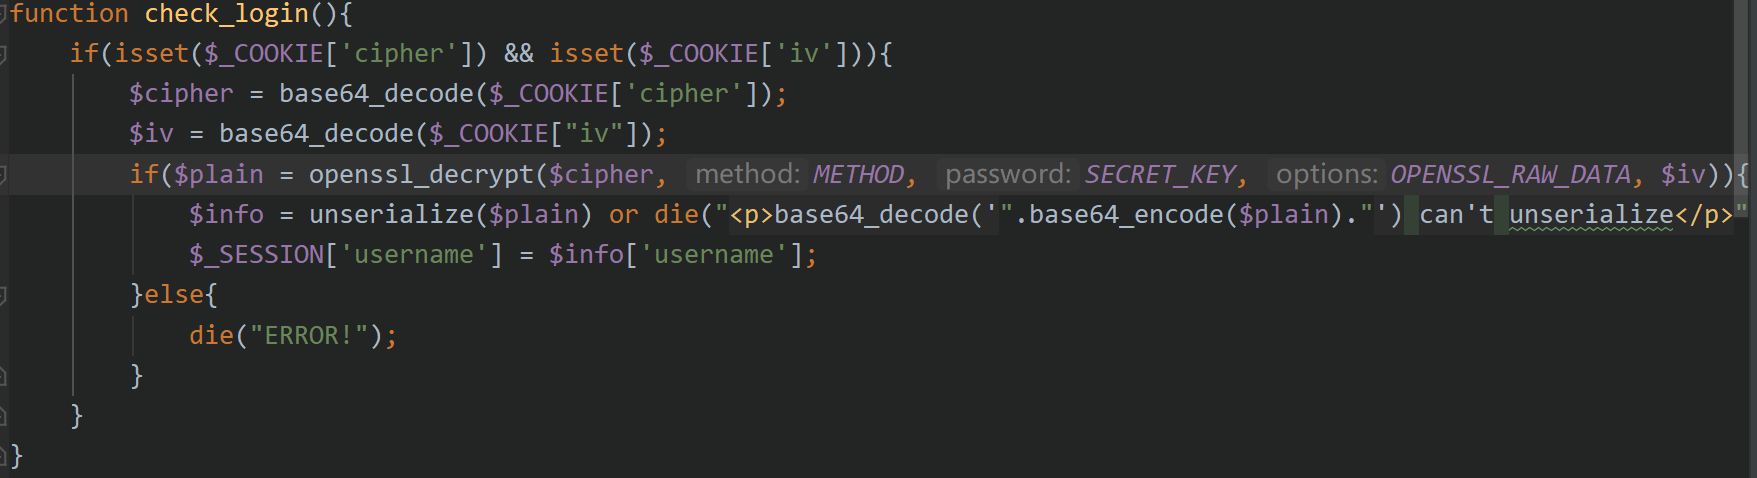 function check_login(){
if(isset($_COOKIE['cipher']) && isset($_COOKIE['iv'])){
$cipher = base64_decode($_COOKIE['cipher']);
$iv = base64_decode($_COOKIE["iv"]);
if($plain = openssl_decrypt($cipher, method: METHOD, password: SECRET_KEY, options: OPENSSL_RAW_DATA, $iv)){
$info = unserialize($plain) or die("<p>base64_decode('".base64_encode($plain)."') can't unserialize</p>"
$_SESSION['username'] = $info['username'];
}else{
die("ERROR!");
}
}
}